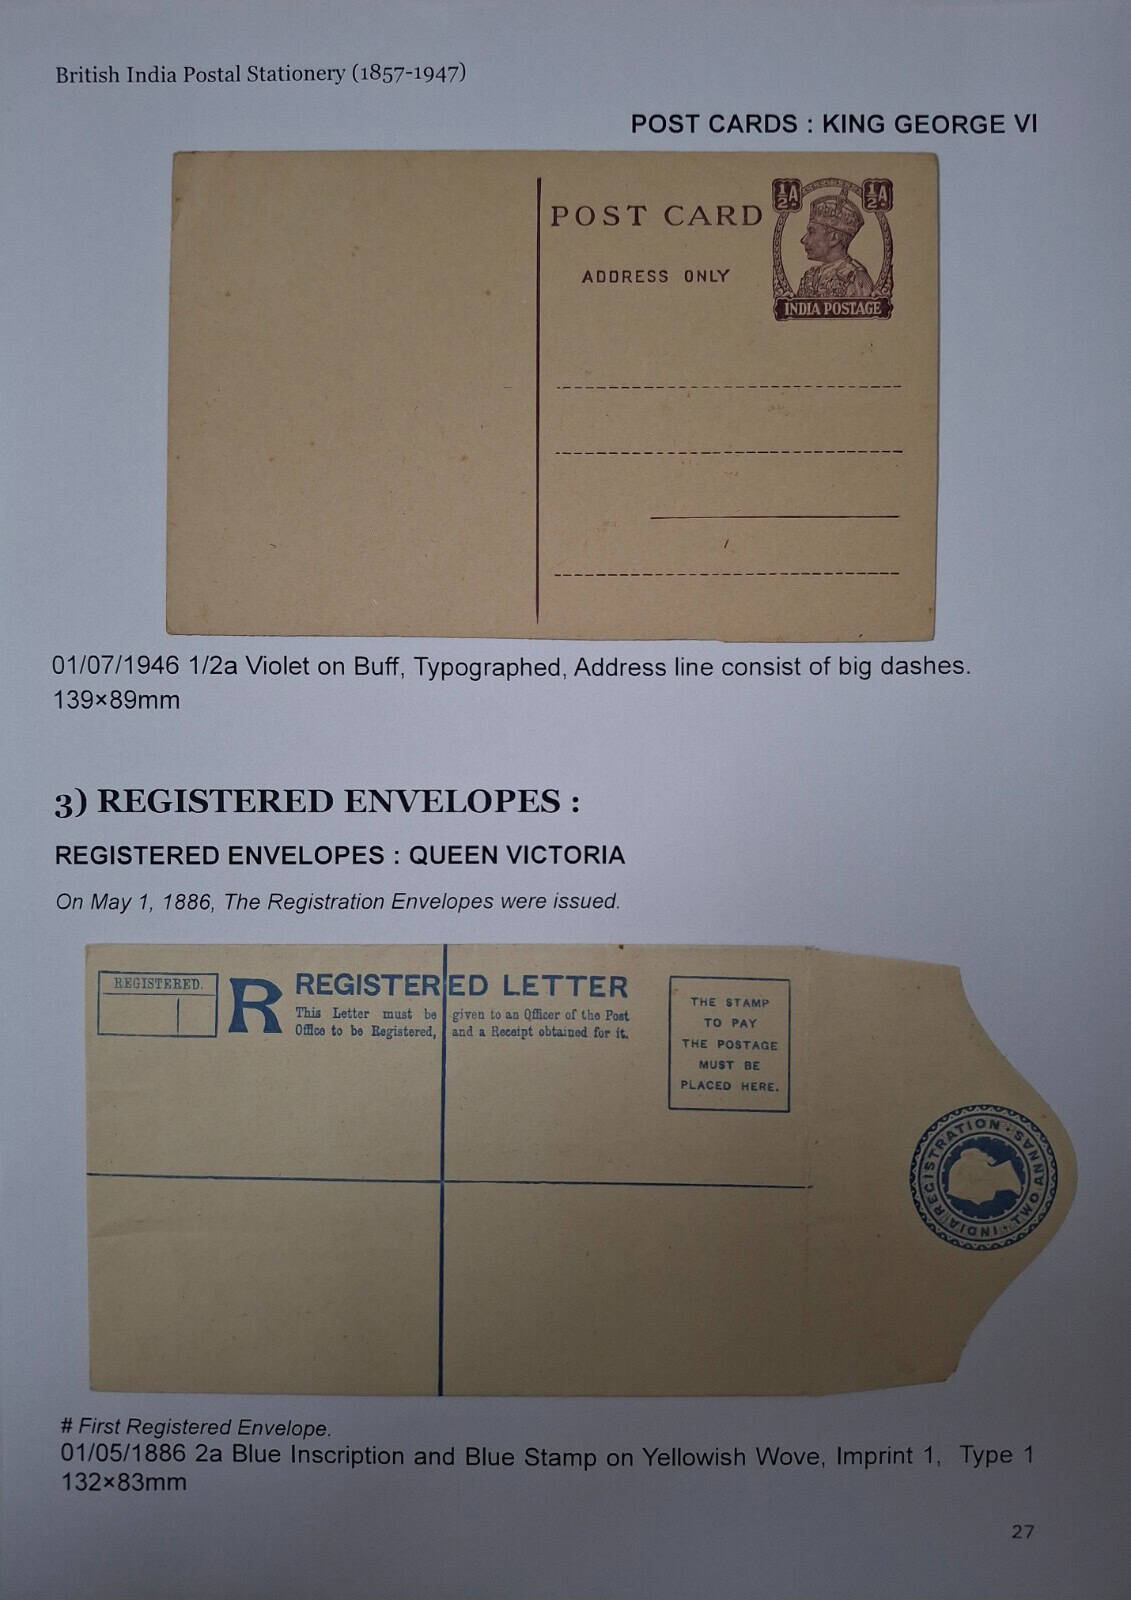 British India Postal Stationery (1857-1947)
POST CARDS : KING GEORGE VI
POST CARD
ADDRESS ONLY
½A ½A
INDIA POSTAGE
01/07/1946 1/2a Violet on Buff, Typographed, Address line consist of big dashes.
139×89mm
3) REGISTERED ENVELOPES :
REGISTERED ENVELOPES : QUEEN VICTORIA
On May 1, 1886, The Registration Envelopes were issued.
REGISTERED.
R
REGISTERED LETTER
This Letter must be given to an Officer of the Post
Office to be Registered, and a Receipt obtained for it.
THE STAMP
TO PAY
THE POSTAGE
MUST BE
PLACED HERE.
INDIA REGISTRATION · TWO ANNAS
# First Registered Envelope.
01/05/1886 2a Blue Inscription and Blue Stamp on Yellowish Wove, Imprint 1, Type 1
132×83mm
27